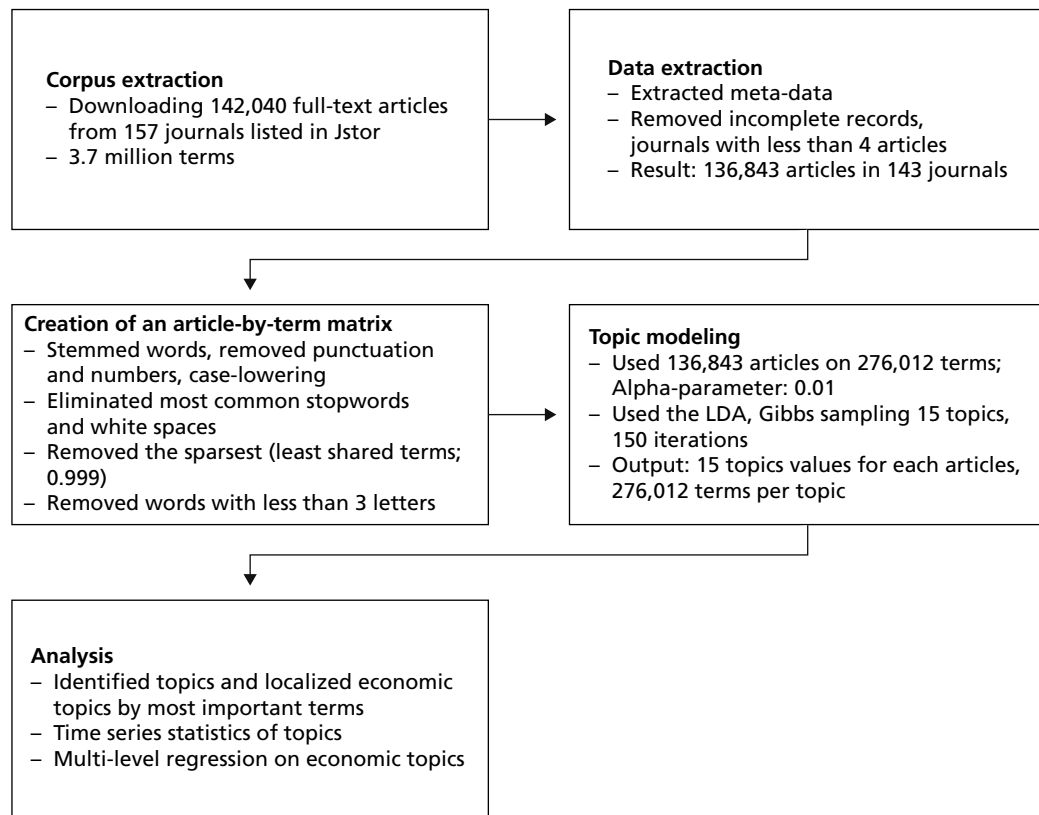 Corpus extraction
– Downloading 142,040 full-text articles
from 157 journals listed in Jstor
– 3.7 million terms
Data extraction
– Extracted meta-data
– Removed incomplete records,
journals with less than 4 articles
– Result: 136,843 articles in 143 journals
Creation of an article-by-term matrix
– Stemmed words, removed punctuation
and numbers, case-lowering
– Eliminated most common stopwords
and white spaces
– Removed the sparsest (least shared terms;
0.999)
– Removed words with less than 3 letters
Topic modeling
– Used 136,843 articles on 276,012 terms;
Alpha-parameter: 0.01
– Used the LDA, Gibbs sampling 15 topics,
150 iterations
– Output: 15 topics values for each articles,
276,012 terms per topic
Analysis
– Identified topics and localized economic
topics by most important terms
– Time series statistics of topics
– Multi-level regression on economic topics